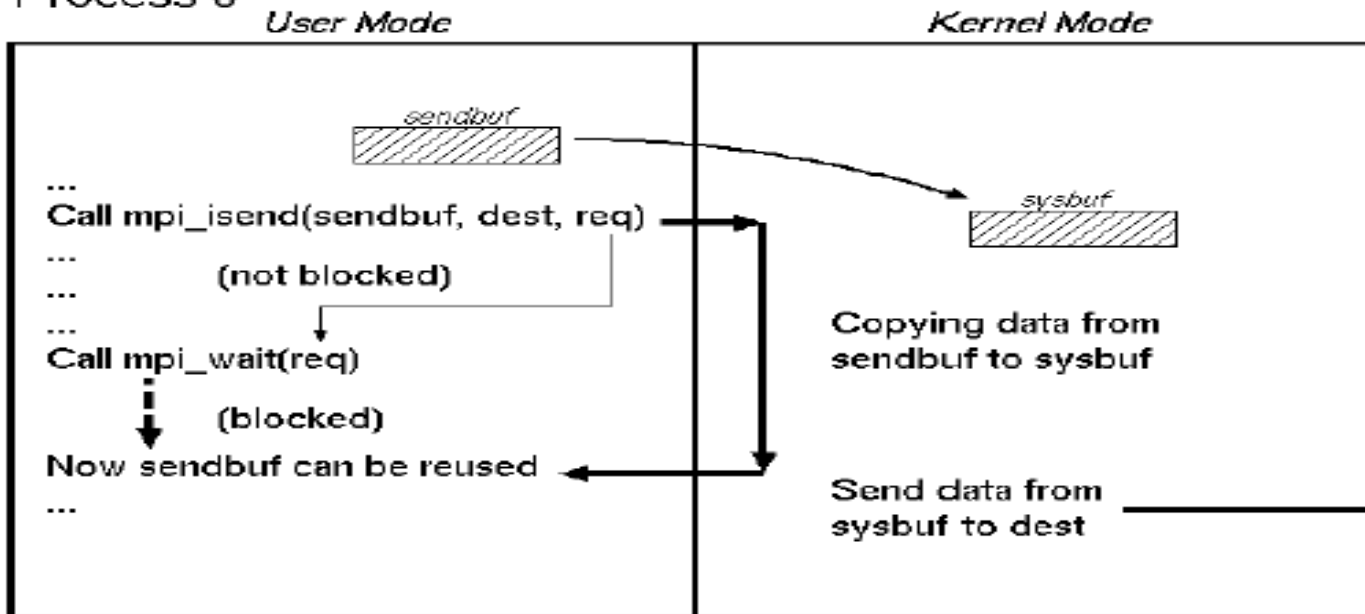 User Mode
Kernel Mode
sendbuf
...
Call mpi_isend(sendbuf, dest, req)
...
(not blocked)
...
...
Call mpi_wait(req)
(blocked)
Now sendbuf can be reused
...
sysbuf
Copying data from
sendbuf to sysbuf
Send data from
sysbuf to dest